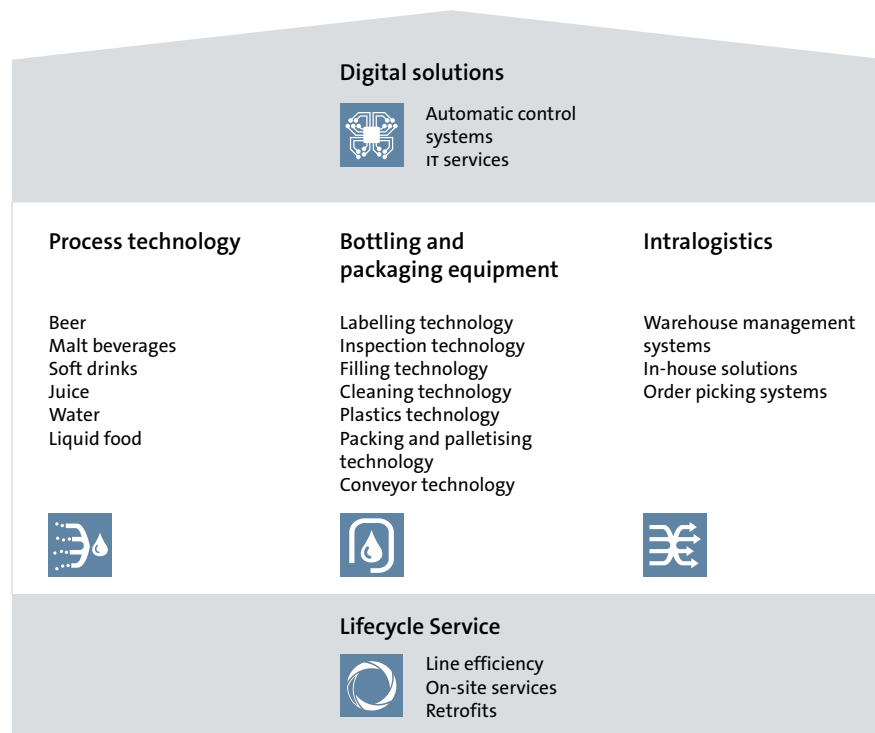 Digital solutions
Automatic control
systems
IT services
Process technology
Beer
Malt beverages
Soft drinks
Juice
Water
Liquid food
Bottling and
packaging equipment
Labelling technology
Inspection technology
Filling technology
Cleaning technology
Plastics technology
Packing and palletising
technology
Conveyor technology
Intralogistics
Warehouse management
systems
In-house solutions
Order picking systems
Lifecycle Service
Line efficiency
On-site services
Retrofits